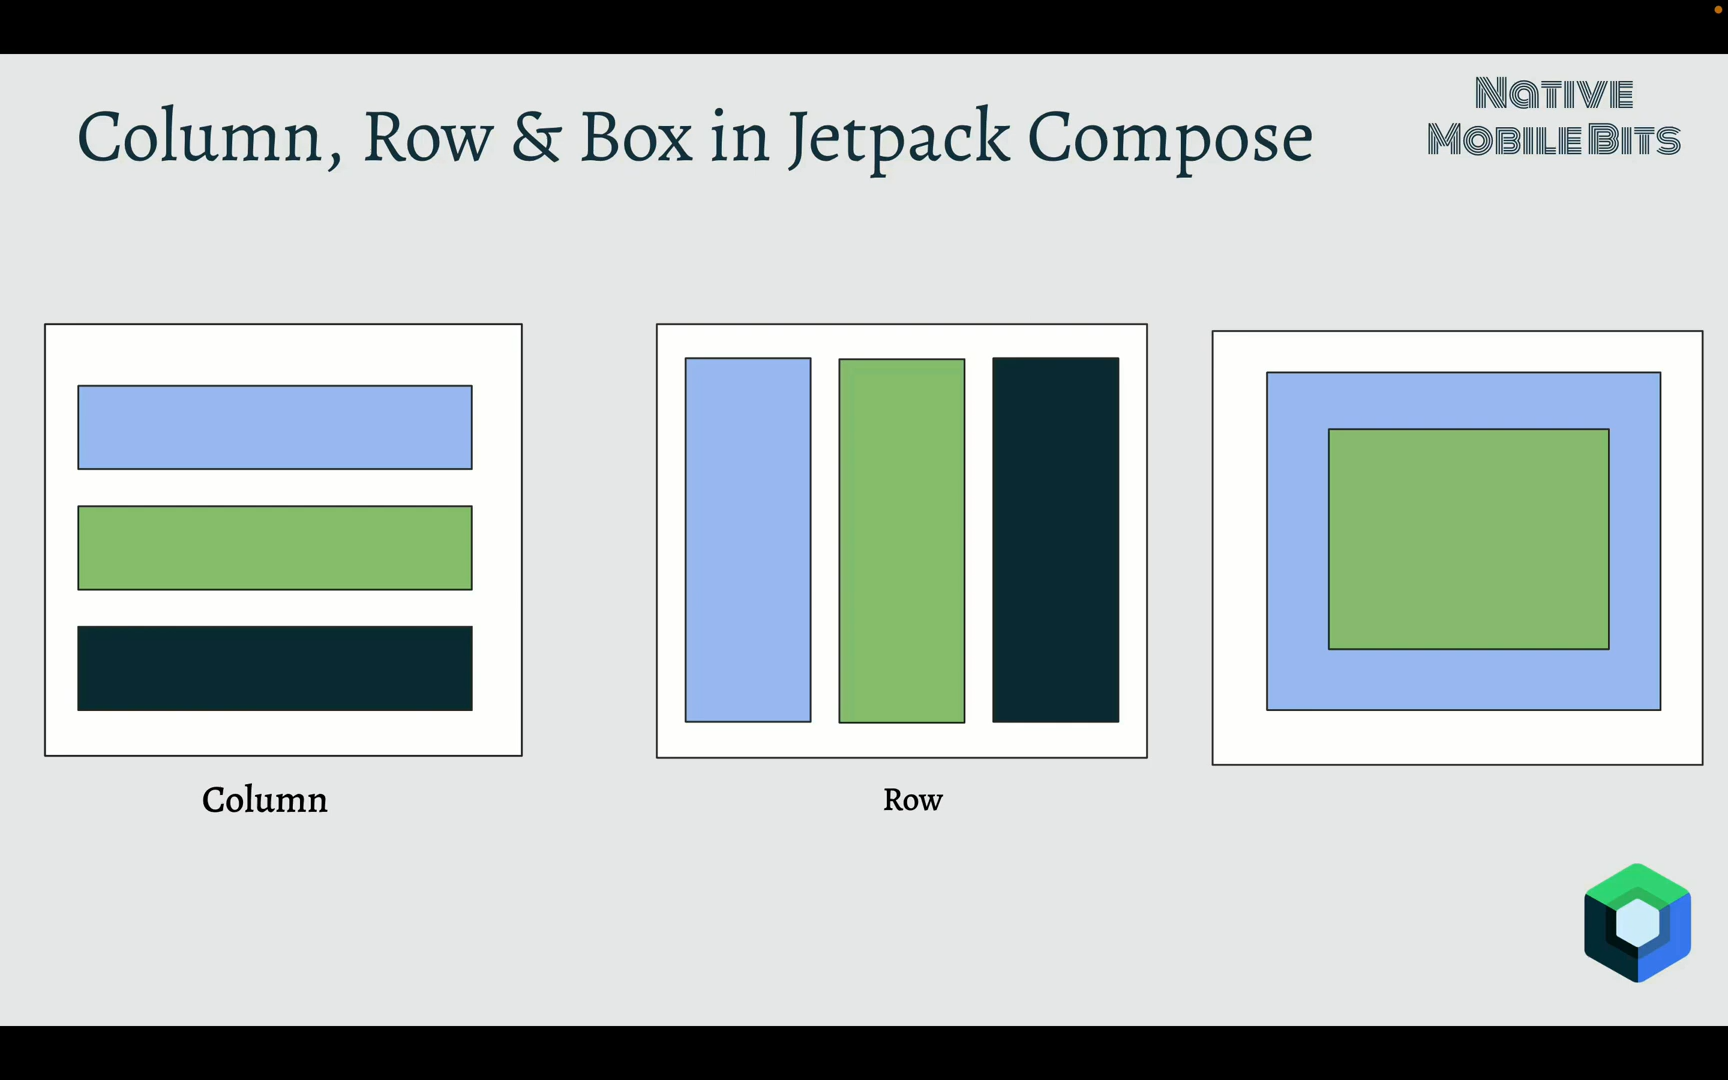 Column, Row & Box in Jetpack Compose
NATIVE
MOBILE BITS
Column
Row